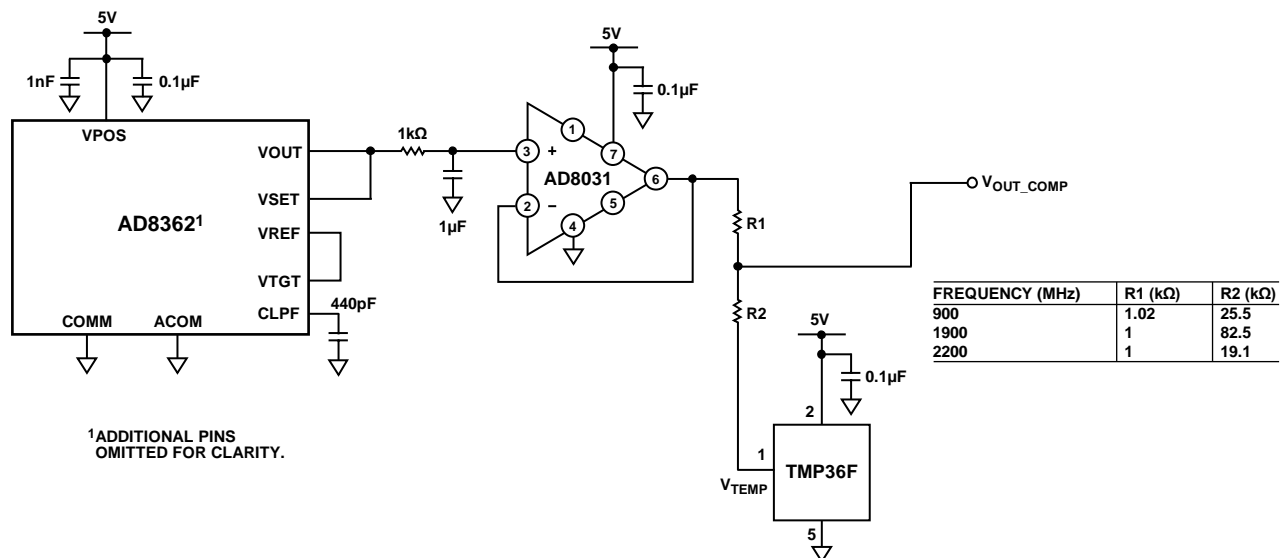 5V
1nF
0.1µF
VPOS
VOUT
VSET
AD8362¹
VREF
VTGT
CLPF
COMM
ACOM
440pF
1kΩ
1µF
5V
0.1µF
1
7
3
+
AD8031
6
2
–
5
4
R1
R2
VOUT_COMP
FREQUENCY (MHz) R1 (kΩ) R2 (kΩ)
900 1.02 25.5
1900 1 82.5
2200 1 19.1
5V
0.1µF
2
1
TMP36F
VTEMP
5
¹ADDITIONAL PINS
OMITTED FOR CLARITY.